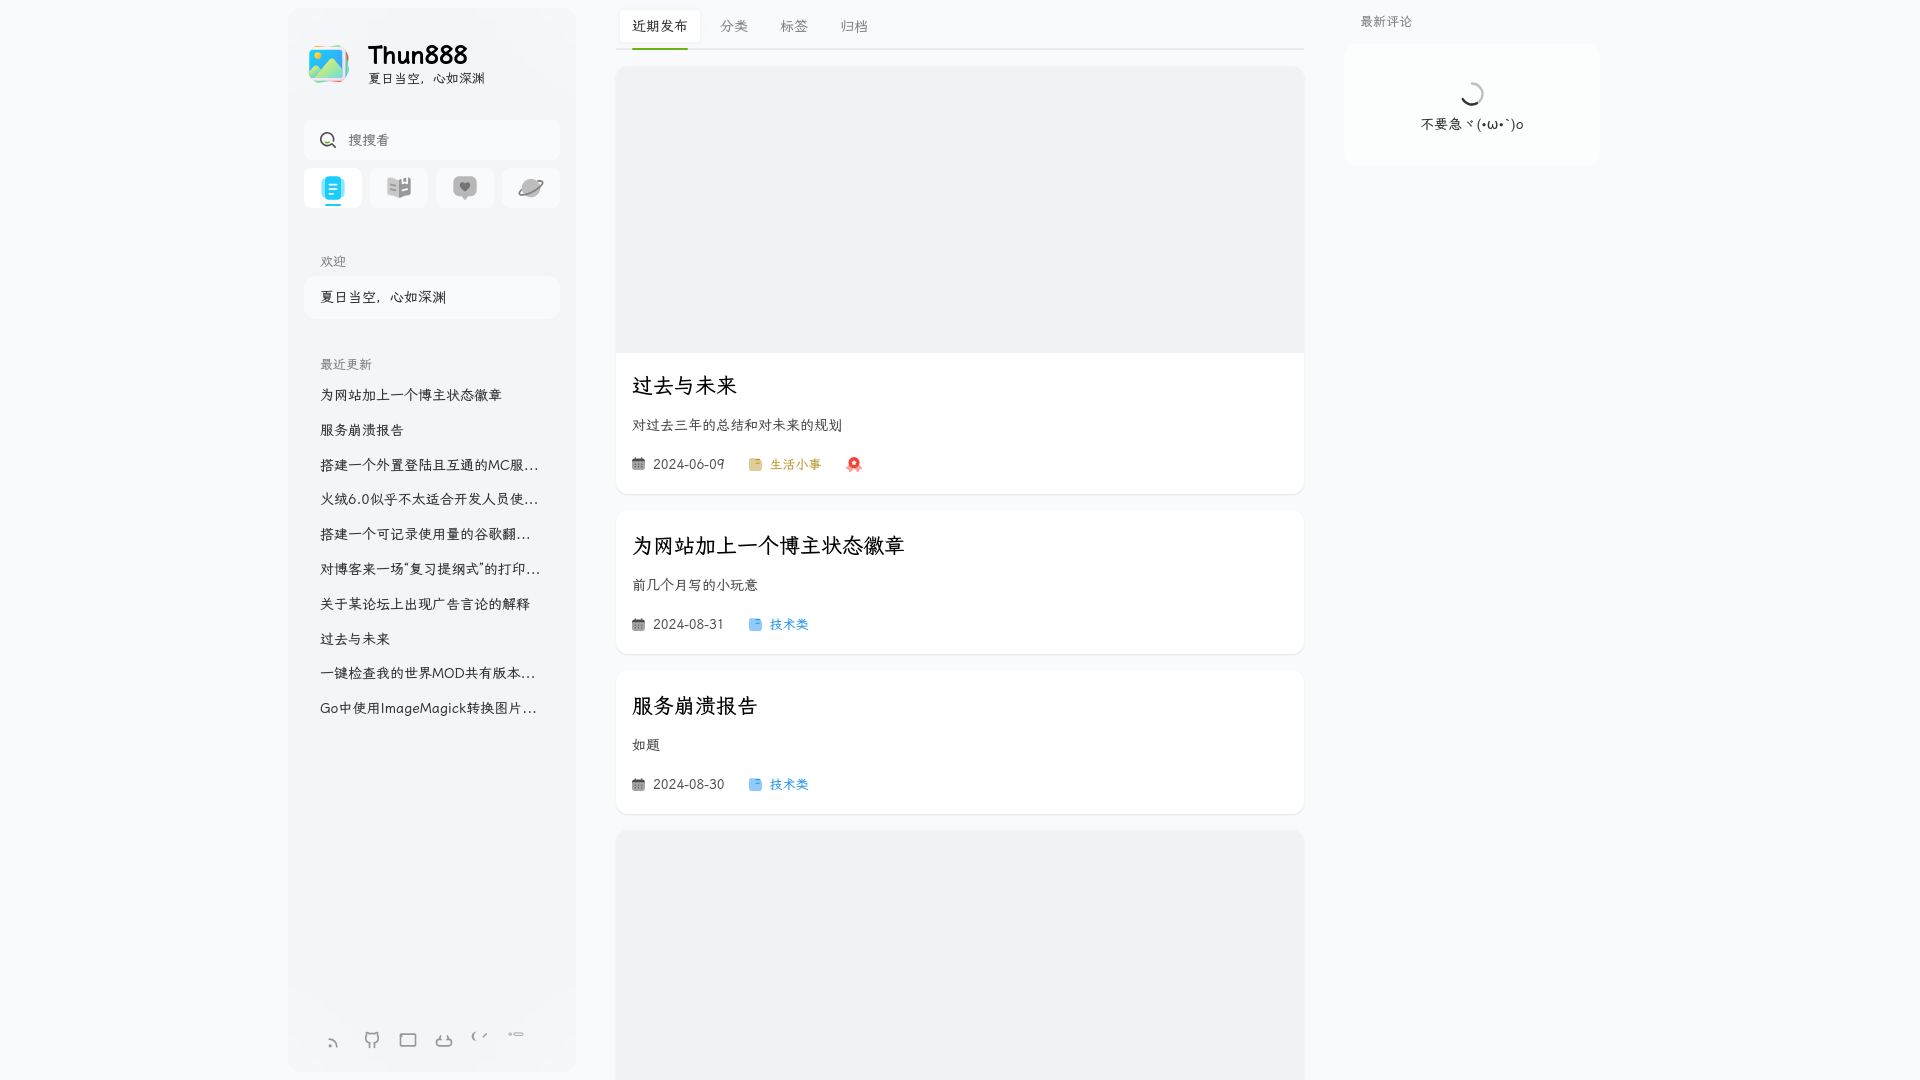 Thun888
夏日当空，心如深渊
搜搜看
欢迎
夏日当空，心如深渊
最近更新
为网站加上一个博主状态徽章
服务崩溃报告
搭建一个外置登陆且互通的MC服...
火绒6.0似乎不太适合开发人员使...
搭建一个可记录使用量的谷歌翻...
对博客来一场“复习提纲式”的打印...
关于某论坛上出现广告言论的解释
过去与未来
一键检查我的世界MOD共有版本...
Go中使用ImageMagick转换图片...
近期发布 分类 标签 归档
过去与未来
对过去三年的总结和对未来的规划
2024-06-09 生活小事
为网站加上一个博主状态徽章
前几个月写的小玩意
2024-08-31 技术类
服务崩溃报告
如题
2024-08-30 技术类
最新评论
不要急ヾ(•ω•`)o